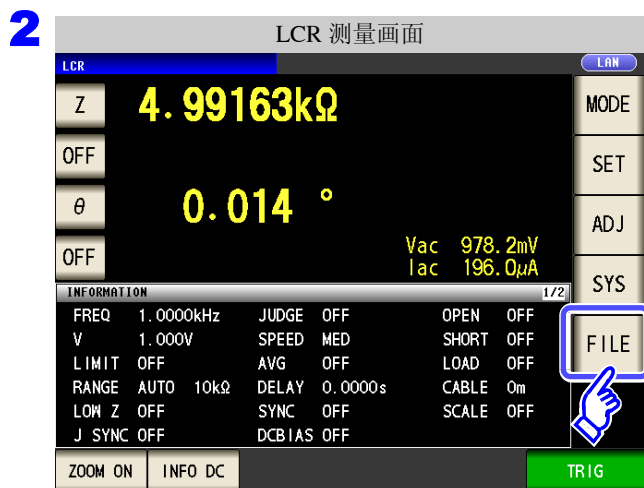 2
LCR 测量画面
LCR
LAN
Z 4.99163kΩ
MODE
OFF
SET
θ 0.014 °
ADJ
OFF
Vac 978.2mV
Iac 196.0µA
SYS
INFORMATION 1/2
FREQ 1.0000kHz JUDGE OFF OPEN OFF
V 1.000V SPEED MED SHORT OFF
FILE
LIMIT OFF AVG OFF LOAD OFF
RANGE AUTO 10kΩ DELAY 0.0000s CABLE 0m
LOW Z OFF SYNC OFF SCALE OFF
J SYNC OFF DCBIAS OFF
ZOOM ON INFO DC TRIG